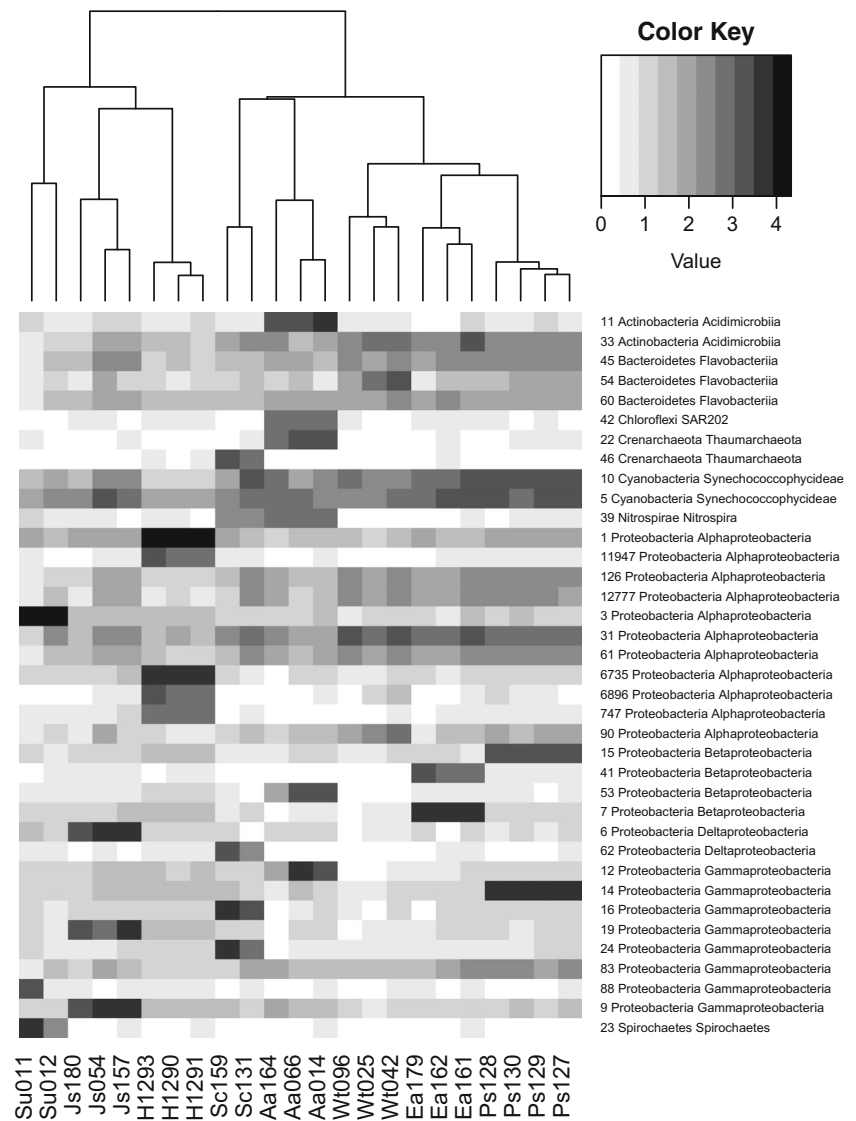 Color Key
0 1 2 3 4
Value
11 Actinobacteria Acidimicrobiia
33 Actinobacteria Acidimicrobiia
45 Bacteroidetes Flavobacteriia
54 Bacteroidetes Flavobacteriia
60 Bacteroidetes Flavobacteriia
42 Chloroflexi SAR202
22 Crenarchaeota Thaumarchaeota
46 Crenarchaeota Thaumarchaeota
10 Cyanobacteria Synechococcophycideae
5 Cyanobacteria Synechococcophycideae
39 Nitrospirae Nitrospira
1 Proteobacteria Alphaproteobacteria
11947 Proteobacteria Alphaproteobacteria
126 Proteobacteria Alphaproteobacteria
12777 Proteobacteria Alphaproteobacteria
3 Proteobacteria Alphaproteobacteria
31 Proteobacteria Alphaproteobacteria
61 Proteobacteria Alphaproteobacteria
6735 Proteobacteria Alphaproteobacteria
6896 Proteobacteria Alphaproteobacteria
747 Proteobacteria Alphaproteobacteria
90 Proteobacteria Alphaproteobacteria
15 Proteobacteria Betaproteobacteria
41 Proteobacteria Betaproteobacteria
53 Proteobacteria Betaproteobacteria
7 Proteobacteria Betaproteobacteria
6 Proteobacteria Deltaproteobacteria
62 Proteobacteria Deltaproteobacteria
12 Proteobacteria Gammaproteobacteria
14 Proteobacteria Gammaproteobacteria
16 Proteobacteria Gammaproteobacteria
19 Proteobacteria Gammaproteobacteria
24 Proteobacteria Gammaproteobacteria
83 Proteobacteria Gammaproteobacteria
88 Proteobacteria Gammaproteobacteria
9 Proteobacteria Gammaproteobacteria
23 Spirochaetes Spirochaetes
Su011
Su012
Js180
Js054
Js157
H1293
H1290
H1291
Sc159
Sc131
Aa164
Aa066
Aa014
Wt096
Wt025
Wt042
Ea179
Ea162
Ea161
Ps128
Ps130
Ps129
Ps127